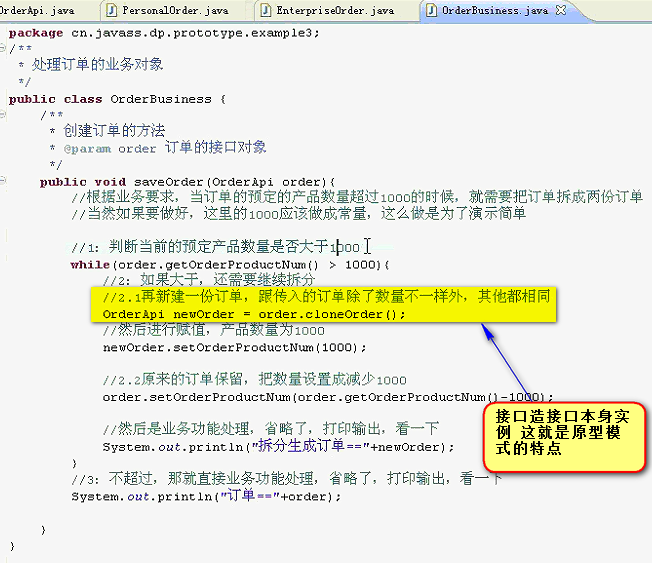 OrderApi.java PersonalOrder.java EnterpriseOrder.java OrderBusiness.java
package cn.javass.dp.prototype.example3;
/**
 * 处理订单的业务对象
 */
public class OrderBusiness {
/**
 * 创建订单的方法
 * @param order 订单的接口对象
 */
public void saveOrder(OrderApi order){
//根据业务要求，当订单的预定的产品数量超过1000的时候，就需要把订单拆成两份订单
//当然如果要做好，这里的1000应该做成常量，这么做是为了演示简单
//1：判断当前的预定产品数量是否大于1000
while(order.getOrderProductNum() > 1000){
//2：如果大于，还需要继续拆分
//2.1再新建一份订单，跟传入的订单除了数量不一样外，其他都相同
OrderApi newOrder = order.cloneOrder();
//然后进行赋值，产品数量为1000
newOrder.setOrderProductNum(1000);
//2.2原来的订单保留，把数量设置成减少1000
order.setOrderProductNum(order.getOrderProductNum()-1000);
//然后是业务功能处理，省略了，打印输出，看一下
System.out.println("拆分生成订单=="+newOrder);
}
//3：不超过，那就直接业务功能处理，省略了，打印输出，看一下
System.out.println("订单=="+order);
}
}
接口造接口本身实
例 这就是原型模
式的特点